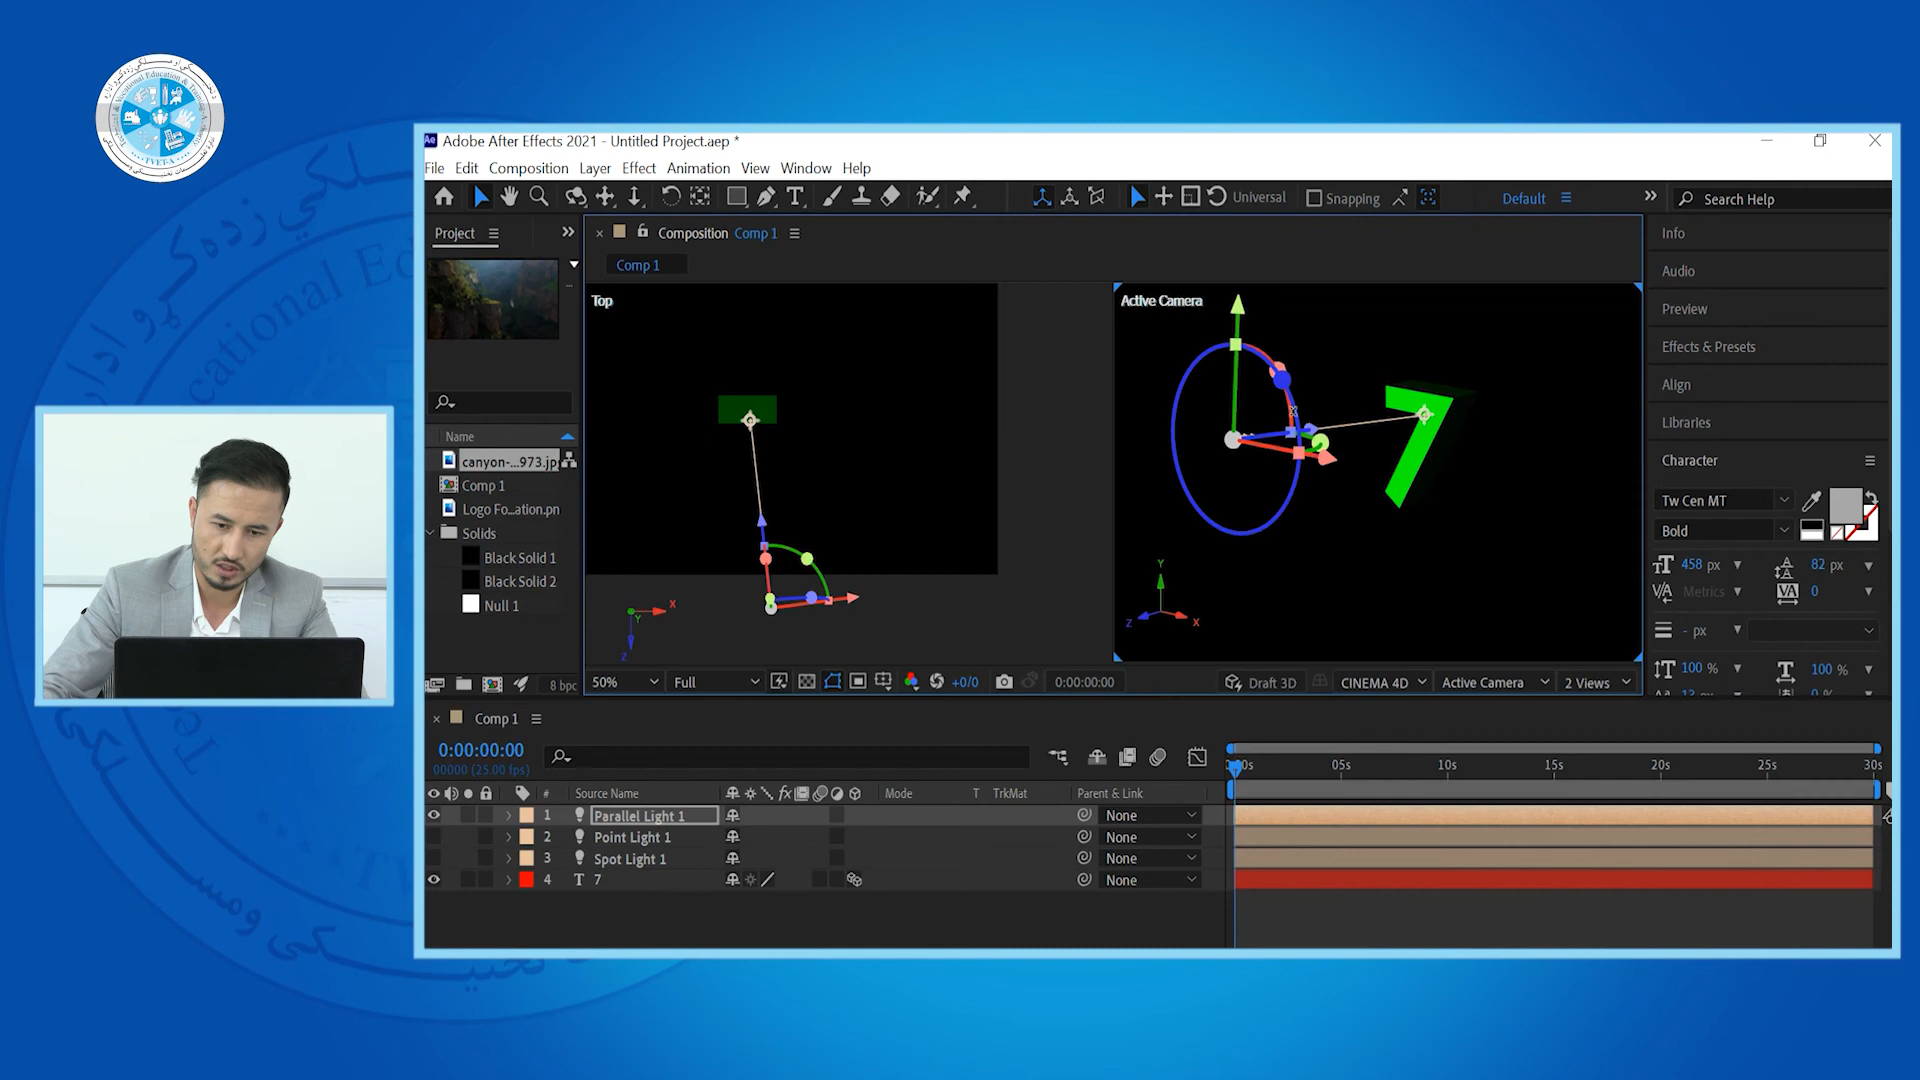 Technical & Vocational Education & Training
TVET-A
Adobe After Effects 2021 - Untitled Project.aep *
File Edit Composition Layer Effect Animation View Window Help
Universal Snapping Default Search Help
Project
Composition Comp 1
Comp 1
Top
Active Camera
Info
Audio
Preview
Effects & Presets
Align
Libraries
Character
Tw Cen MT
Bold
458 px 82 px
Metrics 0
- px
100 % 100 %
Name
canyon-...973.jp
Comp 1
Logo Fo...ation.pn
Solids
Black Solid 1
Black Solid 2
Null 1
8 bpc
7
X
Y
Z
Y
Z
X
50% Full +0/0 0:00:00:00 Draft 3D CINEMA 4D Active Camera 2 Views
Comp 1
0:00:00:00
00000 (25.00 fps)
05s 10s 15s 20s 25s 30s
# Source Name Mode T TrkMat Parent & Link
1 Parallel Light 1 None
2 Point Light 1 None
3 Spot Light 1 None
4 T 7 None